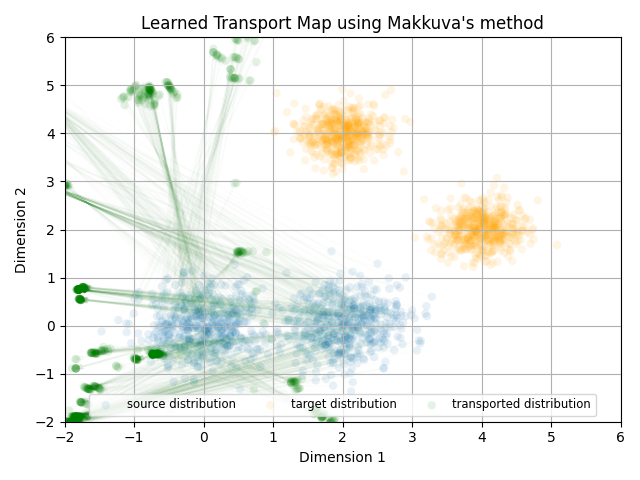 Learned Transport Map using Makkuva's method
6
5
4
3
2
1
0
−1
−2
Dimension 2
source distribution target distribution transported distribution
−2 −1 0 1 2 3 4 5 6
Dimension 1